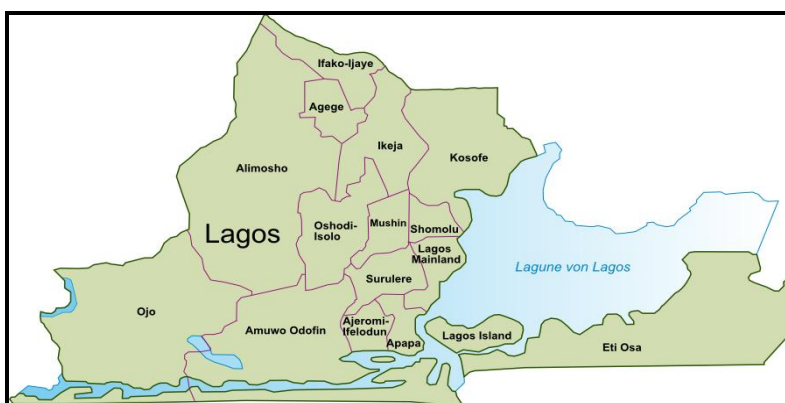 Ifako-Ijaye
Agege
Ikeja
Kosofe
Alimosho
Mushin
Oshodi-
Isolo
Shomolu
Lagos
Lagos
Mainland
Lagune von Lagos
Surulere
Ojo
Ajeromi-
Ifelodun
Amuwo Odofin
Lagos Island
Apapa
Eti Osa